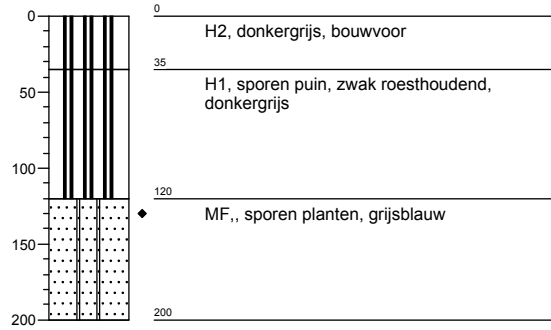 0
0
H2, donkergrijs, bouwvoor
35
H1, sporen puin, zwak roesthoudend,
donkergrijs
50
100
120
MF,, sporen planten, grijsblauw
150
200
200